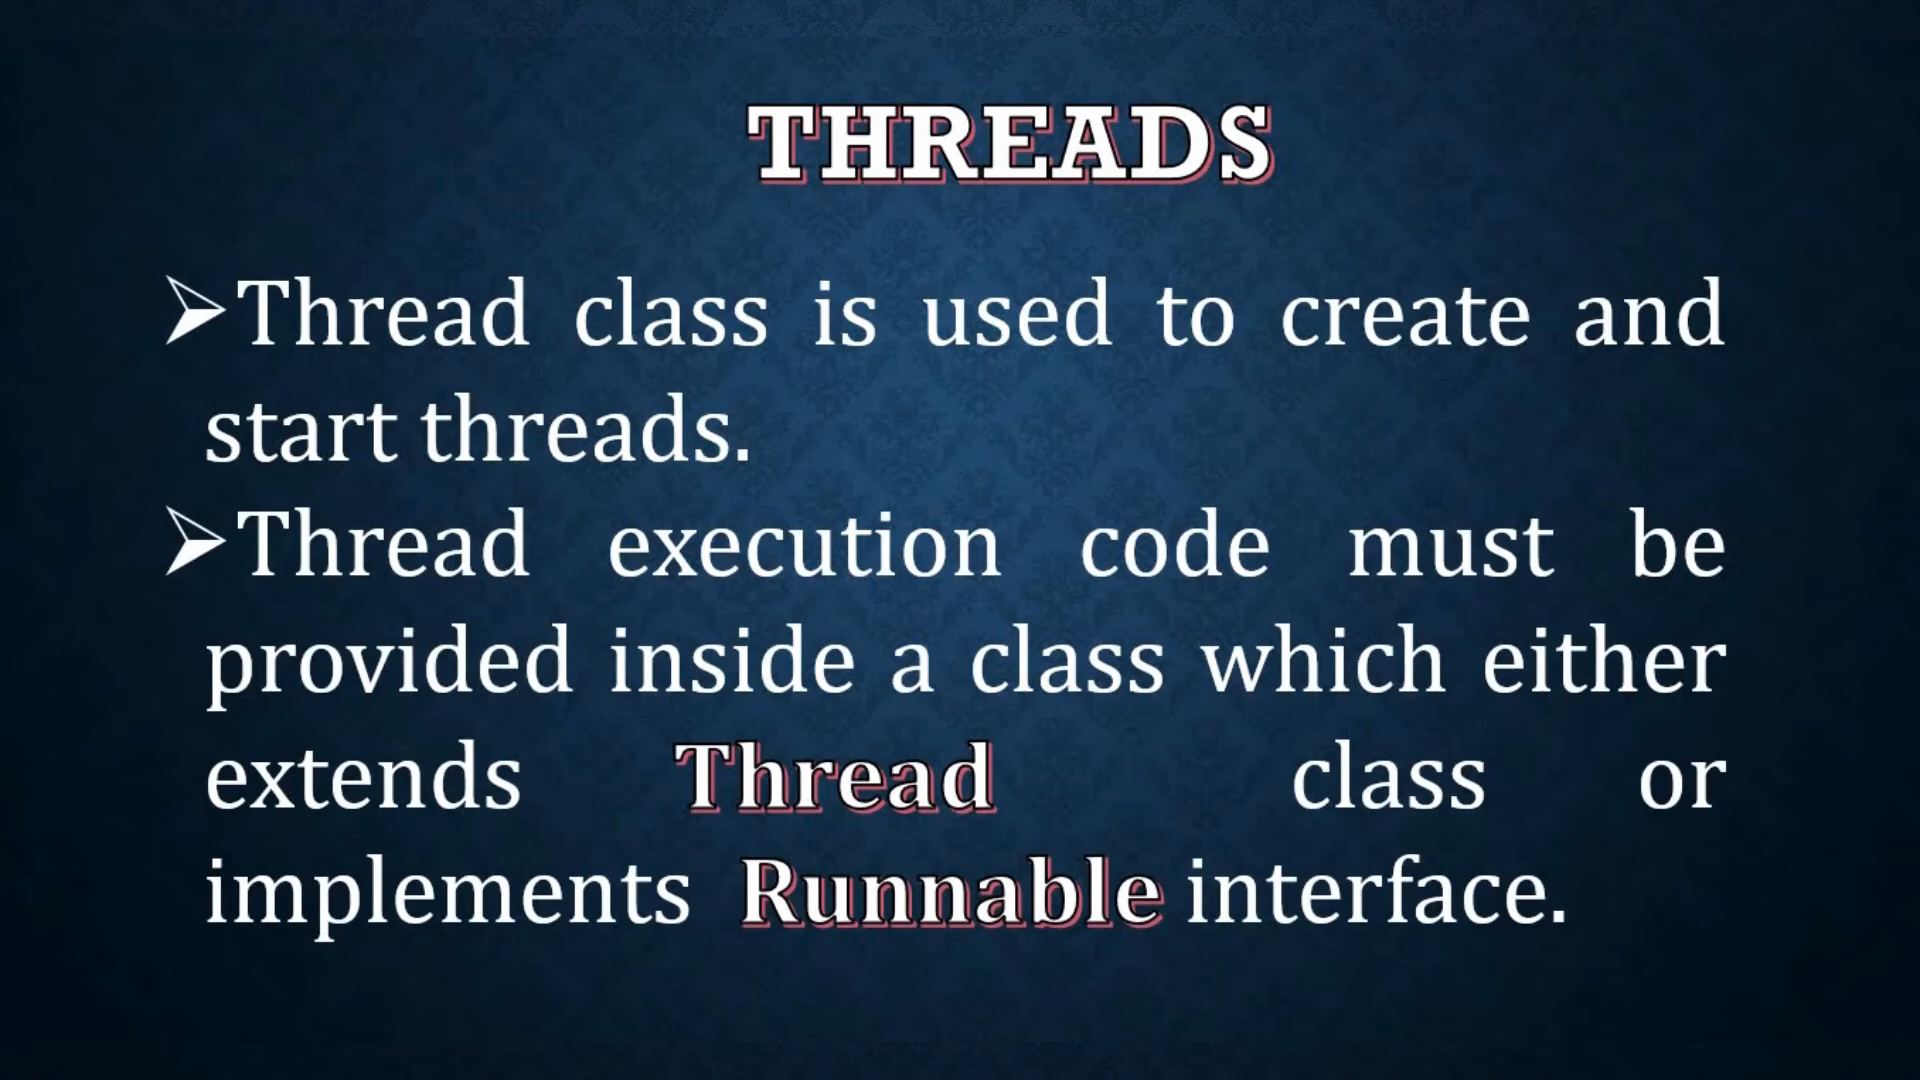 THREADS
➢Thread class is used to create and
start threads.
➢Thread execution code must be
provided inside a class which either
extends Thread class or
implements Runnable interface.